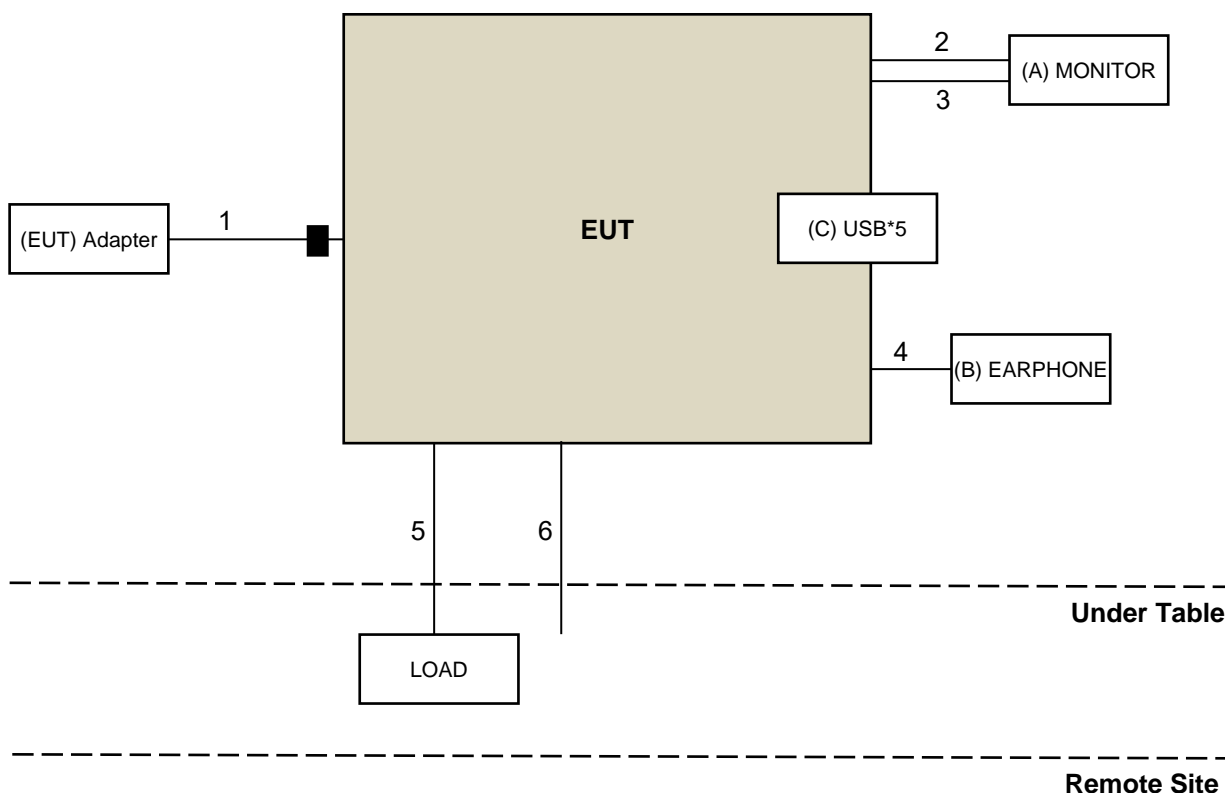 2
(A) MONITOR
3
1
(EUT) Adapter
EUT
(C) USB*5
4
(B) EARPHONE
5
6
Under Table
LOAD
Remote Site